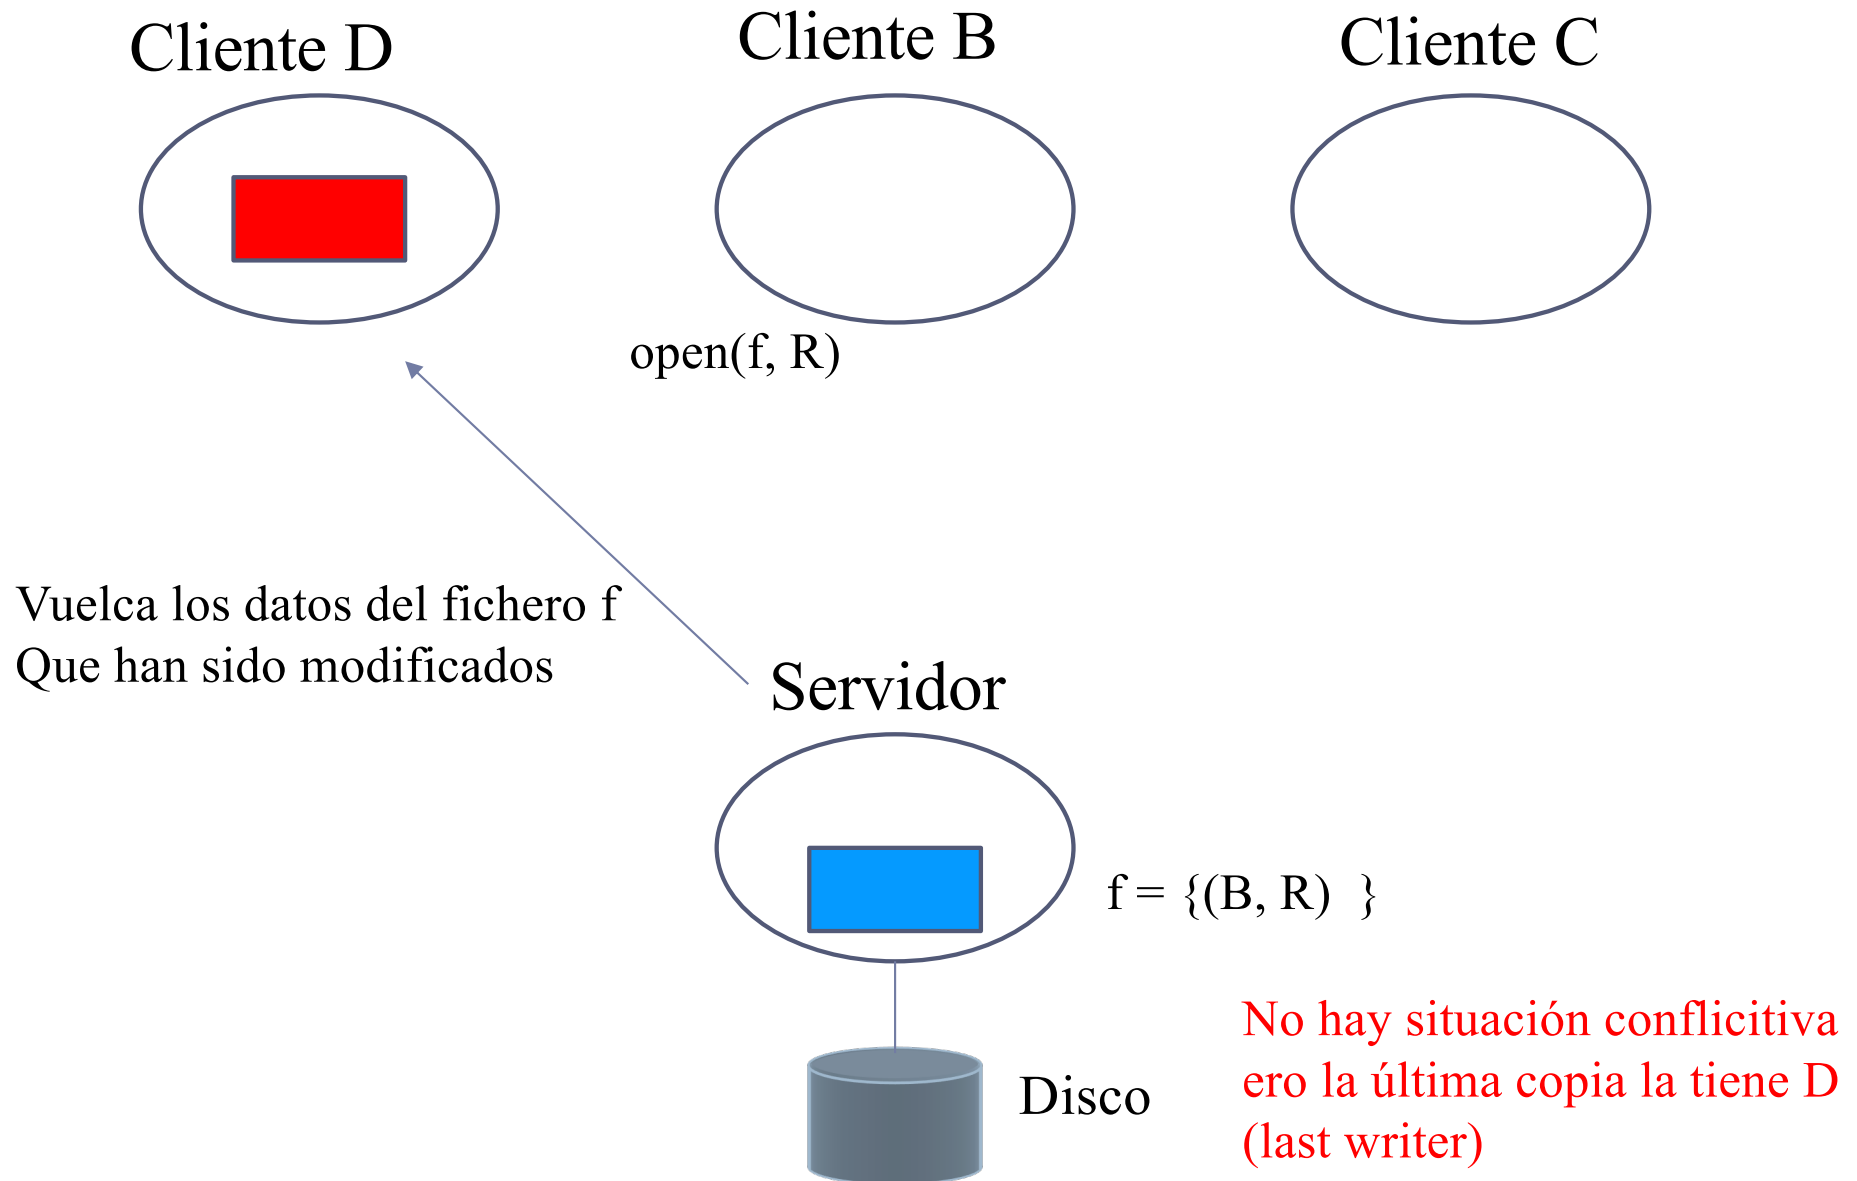 Cliente D
Cliente B
Cliente C
open(f, R)
Vuelca los datos del fichero f
Que han sido modificados
Servidor
f = {(B, R)  }
Disco
No hay situación conflicitiva
ero la última copia la tiene D
(last writer)